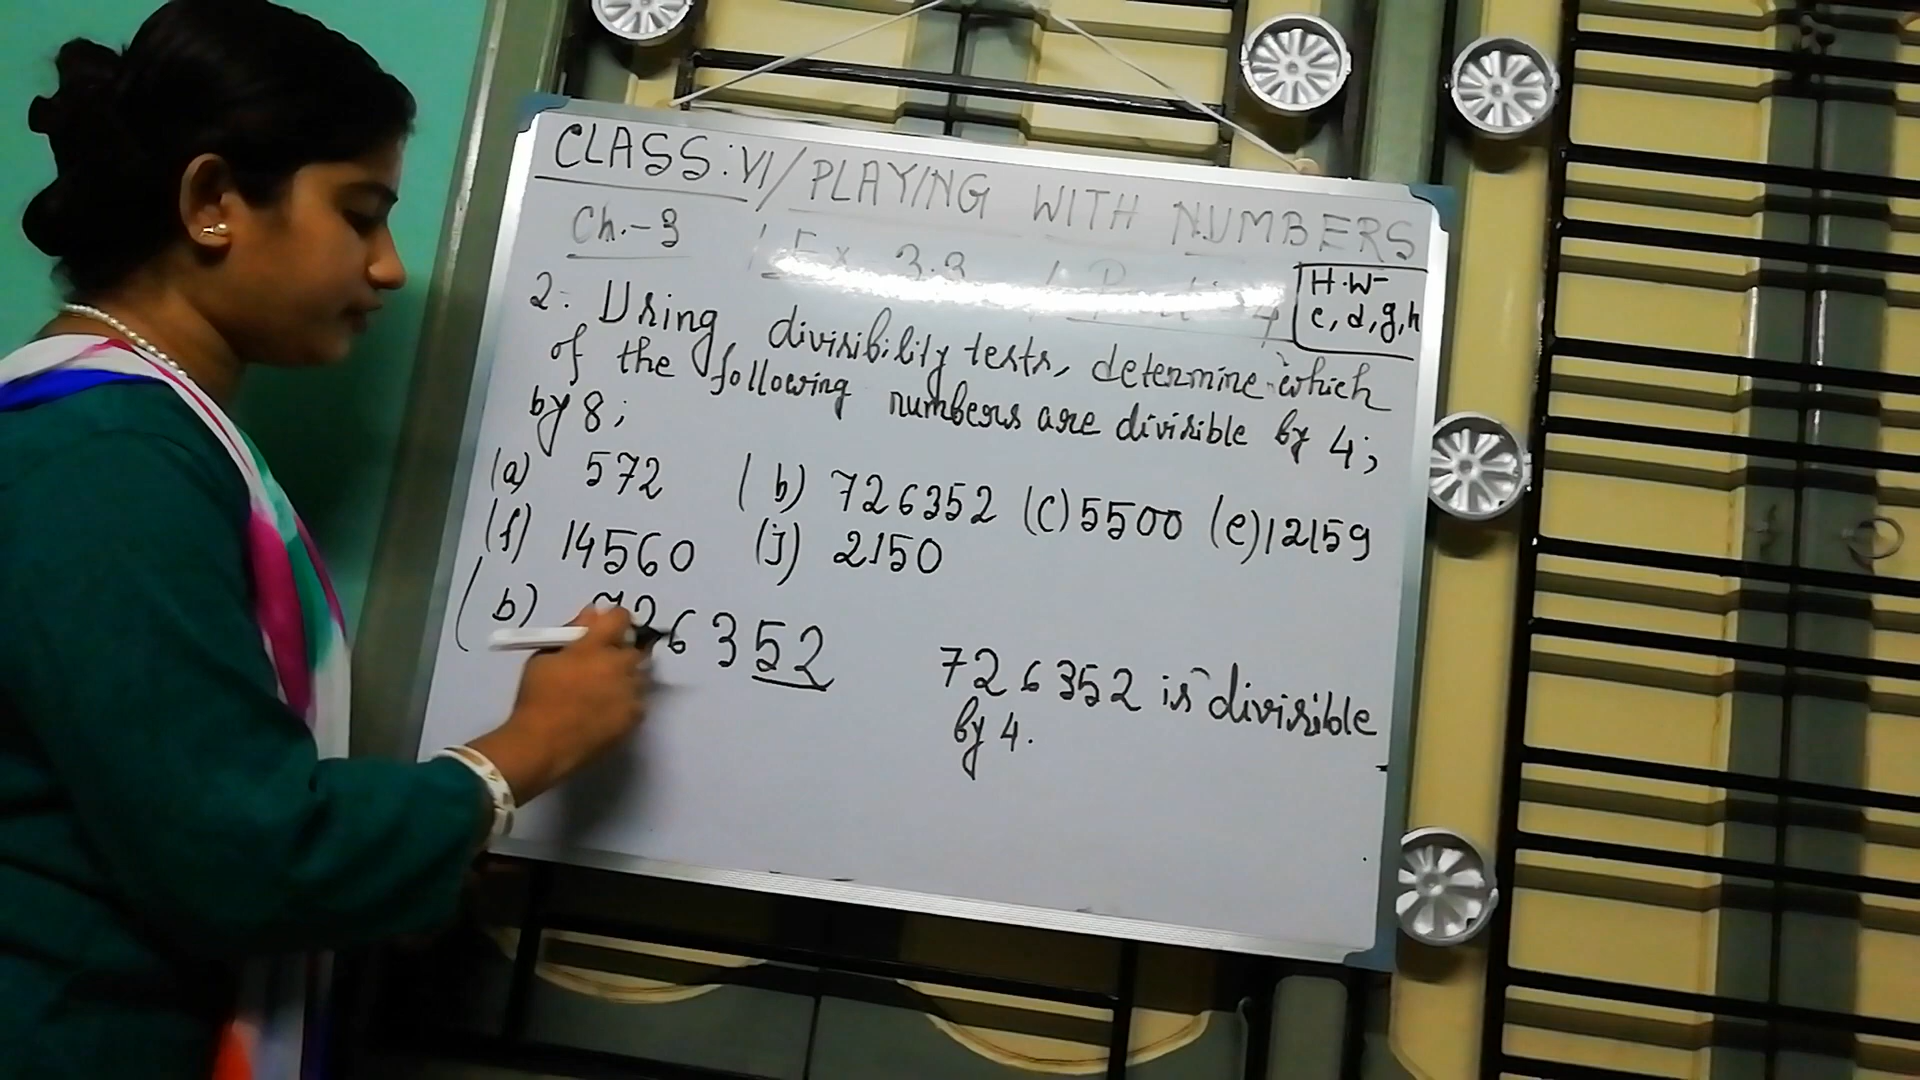 CLASS:VI/PLAYING WITH NUMBERS
Ch.-3 / Ex 3.3 /
H.W-
c, d, g, h
2. Using divisibility tests, determine which
of the following numbers are divisible by 4;
by 8;
(a) 572 (b) 726352 (c) 5500 (e) 12159
(f) 14560 (j) 2150
(b) 726352
726352 is divisible
by 4.